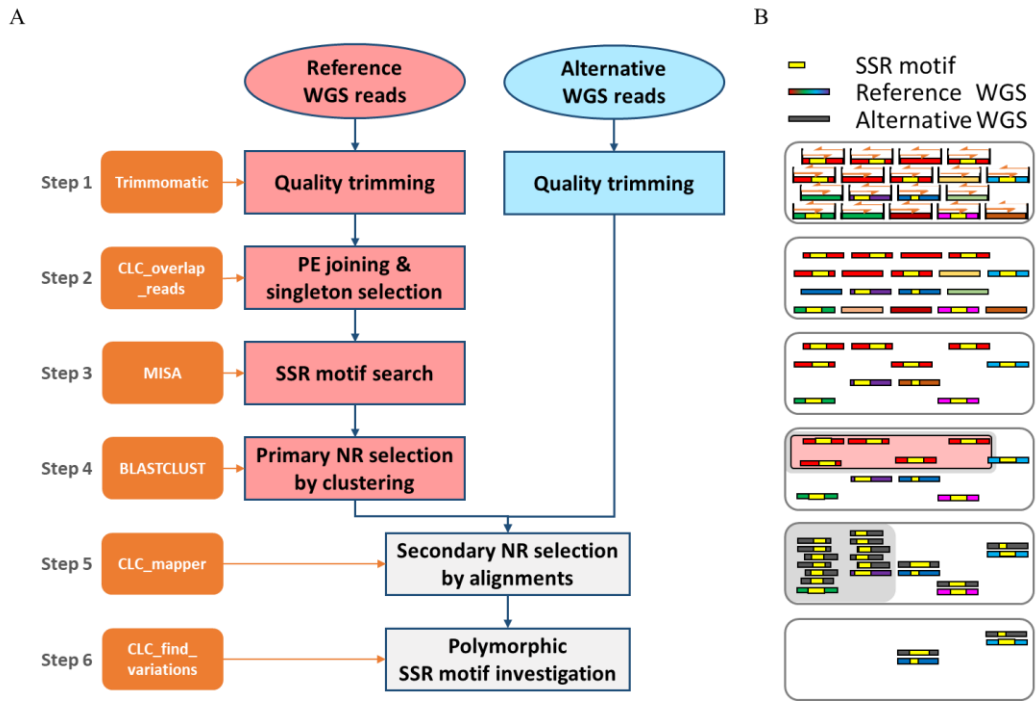 A
B
Reference
WGS reads
Alternative
WGS reads
SSR motif
Reference WGS
Alternative WGS
Step 1
Trimmomatic
Quality trimming
Quality trimming
Step 2
CLC_overlap
_reads
PE joining &
singleton selection
Step 3
MISA
SSR motif search
Step 4
BLASTCLUST
Primary NR selection
by clustering
Step 5
CLC_mapper
Secondary NR selection
by alignments
Step 6
CLC_find_
variations
Polymorphic
SSR motif investigation